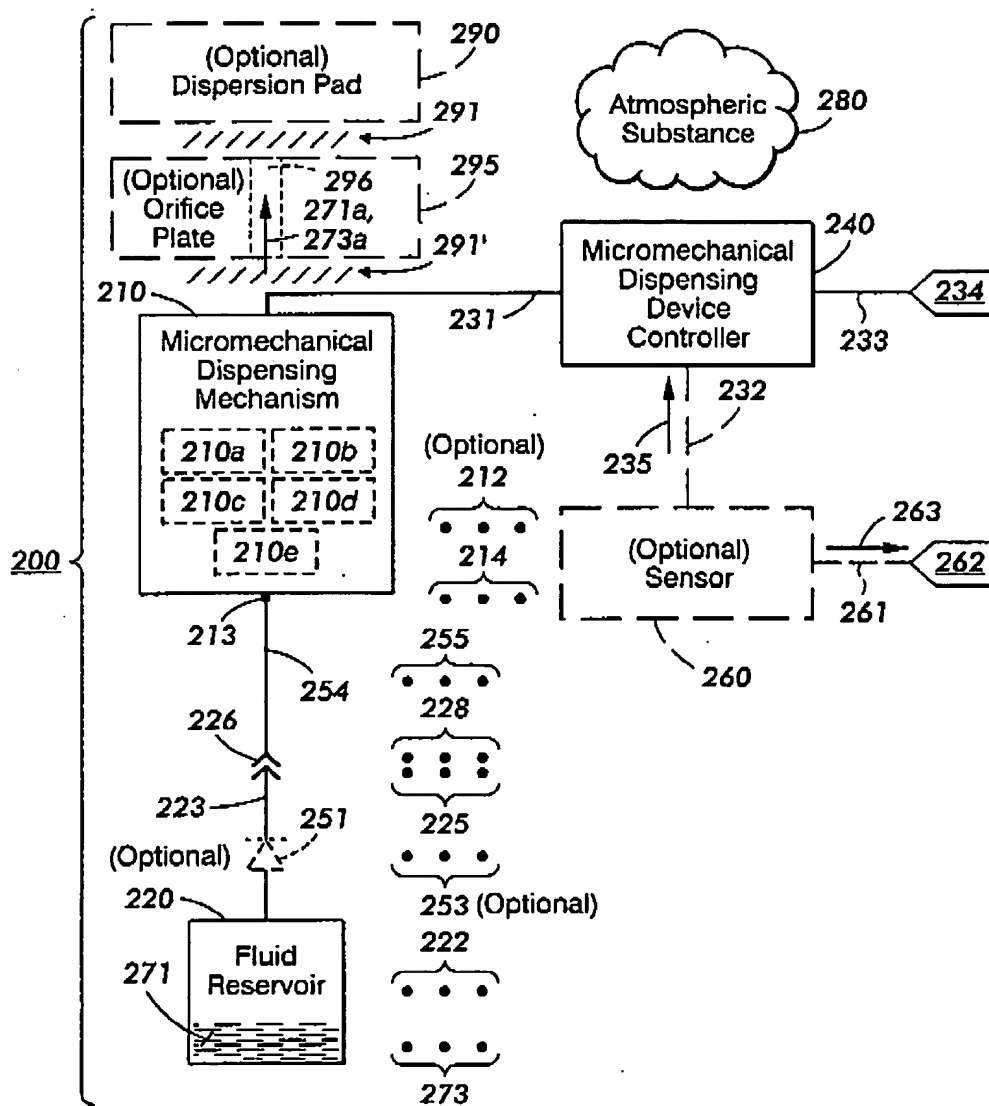 (Optional)
Dispersion Pad
290
291
(Optional)
Orifice
Plate
296
271a,
273a
295
291'
Atmospheric
Substance
280
210
Micromechanical
Dispensing
Mechanism
210a
210b
210c
210d
210e
231
Micromechanical
Dispensing
Device
Controller
240
234
233
235
232
200
(Optional)
212
214
(Optional)
Sensor
263
262
261
260
213
254
255
228
226
223
225
(Optional)
251
253 (Optional)
220
222
Fluid
Reservoir
271
273